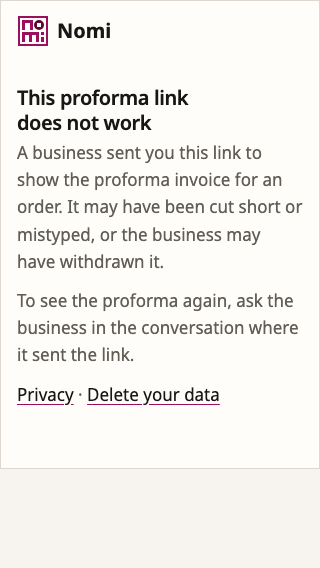 nomi
Nomi
This proforma link
does not work
A business sent you this link to
show the proforma invoice for an
order. It may have been cut short or
mistyped, or the business may
have withdrawn it.
To see the proforma again, ask the
business in the conversation where
it sent the link.
Privacy · Delete your data